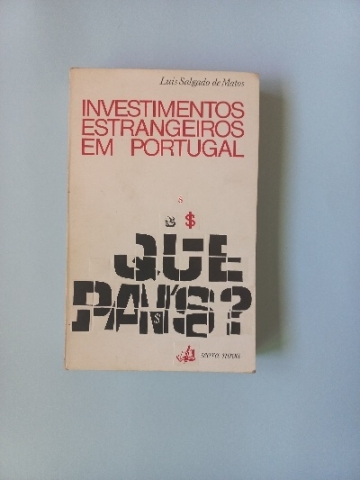 Luís Salgado de Matos
INVESTIMENTOS
ESTRANGEIROS
EM PORTUGAL
$
QUE
PAÍS?
$
seara nova